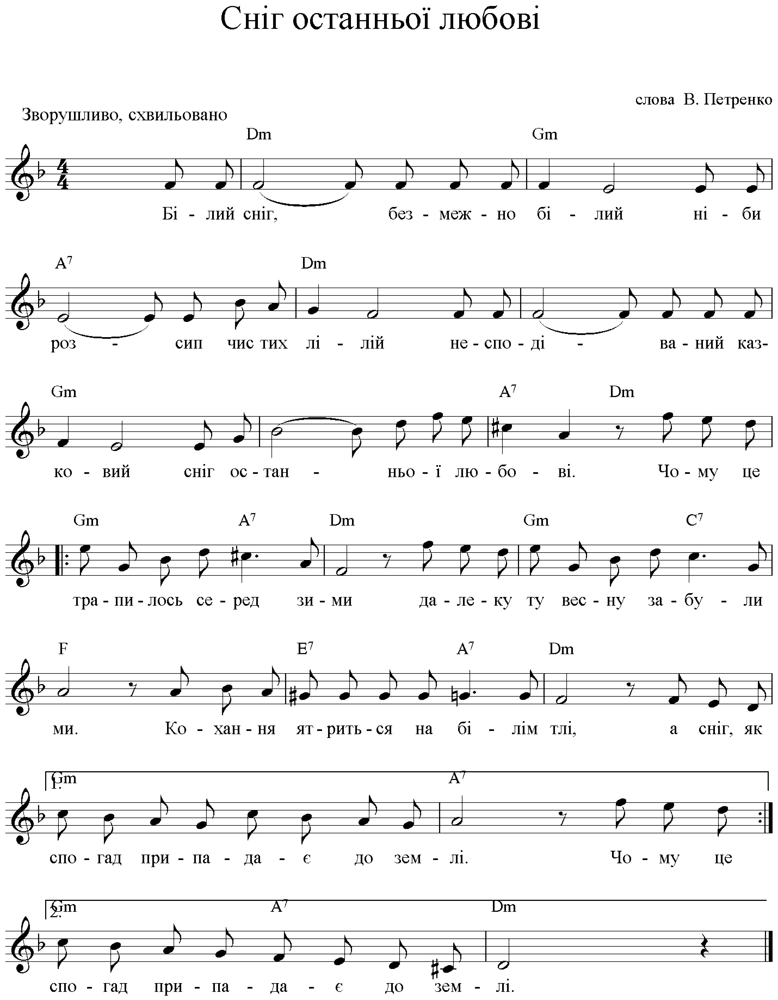 Сніг останньої любові
слова В. Петренко
Зворушливо, схвильовано
Dm Gm
4
4
Бі - лий сніг, без - меж - но бі - лий ні - би
A7 Dm
роз - сип чис тих лі - лій не - спо - ді - ва - ний каз-
Gm A7 Dm
ко - вий сніг ос - тан - ньо - ї лю - бо - ві. Чо - му це
Gm A7 Dm Gm C7
тра - пи - лось се - ред зи - ми да - ле - ку ту вес - ну за - бу - ли
F E7 A7 Dm
ми. Ко - хан - ня ят - рить - ся на бі - лім тлі, а сніг, як
1. Gm A7
спо - гад при - па - да - є до зем - лі. Чо - му це
2. Gm A7 Dm
спо - гад при - па - да - є до зем - лі.